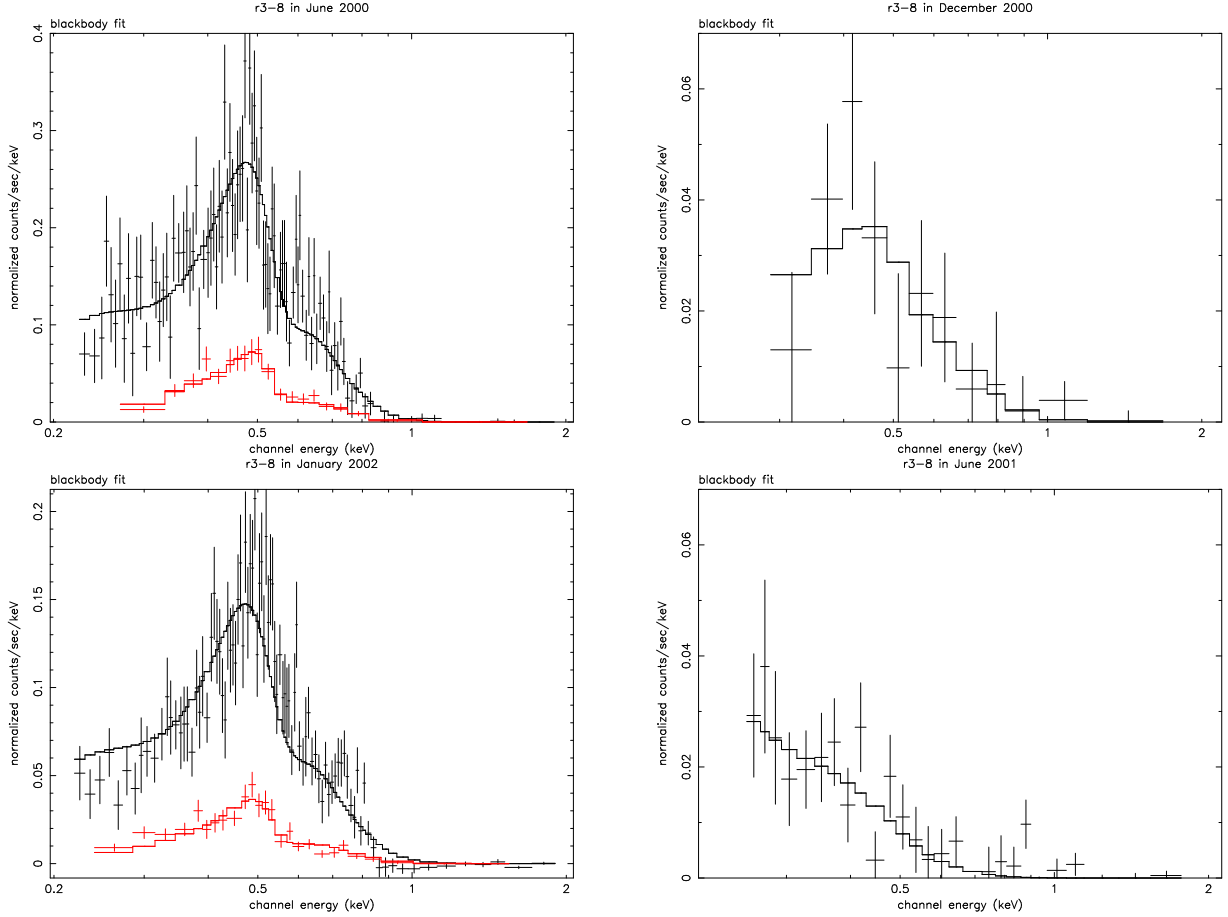 r3-8 in June 2000
blackbody fit
0.4
0.3
0.2
0.1
0
normalized counts/sec/keV
0.2
0.5
1
2
channel energy (keV)
r3-8 in December 2000
blackbody fit
0.06
0.04
0.02
0
normalized counts/sec/keV
0.5
1
2
channel energy (keV)
r3-8 in January 2002
blackbody fit
0.2
0.15
0.1
0.05
0
normalized counts/sec/keV
0.2
0.5
1
2
channel energy (keV)
r3-8 in June 2001
blackbody fit
0.06
0.04
0.02
0
normalized counts/sec/keV
0.5
1
2
channel energy (keV)